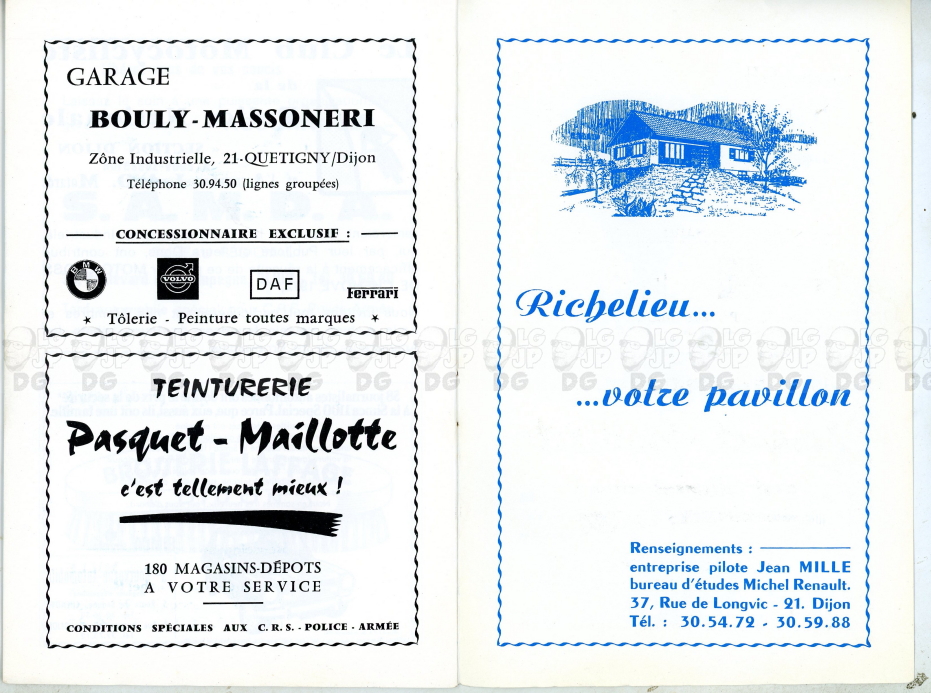 GARAGE
BOULY-MASSONERI
Zône Industrielle, 21-QUETIGNY/Dijon
Téléphone 30.94.50 (lignes groupées)
CONCESSIONNAIRE EXCLUSIF :
BMW VOLVO DAF Ferrari
* Tôlerie - Peinture toutes marques *
TEINTURERIE
Pasquet - Maillotte
c'est tellement mieux !
180 MAGASINS-DÉPOTS
A VOTRE SERVICE
CONDITIONS SPÉCIALES AUX C.R.S. - POLICE - ARMÉE
Richelieu...
...votre pavillon
Renseignements :
entreprise pilote Jean MILLE
bureau d'études Michel Renault.
37, Rue de Longvic - 21. Dijon
Tél. : 30.54.72 - 30.59.88